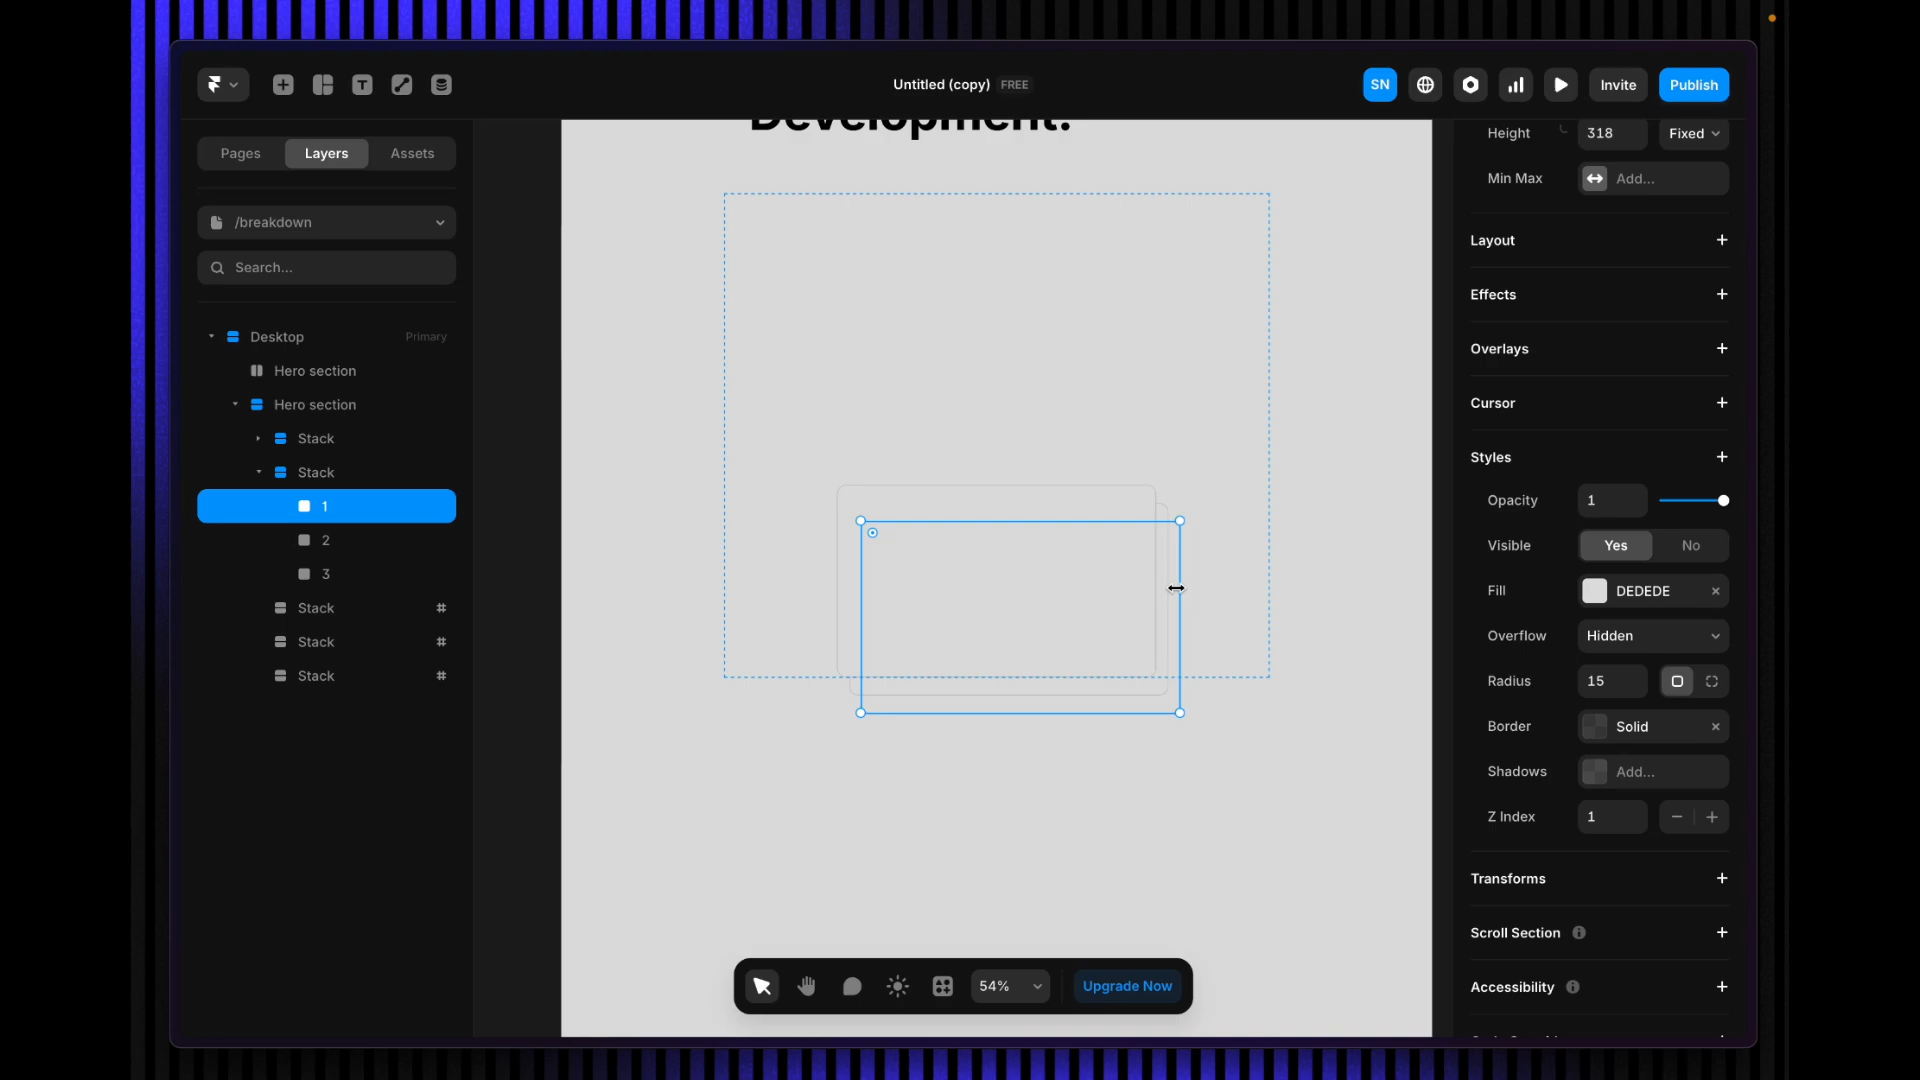 Untitled (copy) FREE
SN
Invite
Publish
Pages
Layers
Assets
/breakdown
Search...
Desktop
Primary
Hero section
Hero section
Stack
Stack
1
2
3
Stack
Stack
Stack
Development.
Height
318
Fixed
Min Max
Add...
Layout
Effects
Overlays
Cursor
Styles
Opacity
1
Visible
Yes
No
Fill
DEDEDE
Overflow
Hidden
Radius
15
Border
Solid
Shadows
Add...
Z Index
1
Transforms
Scroll Section
Accessibility
54%
Upgrade Now